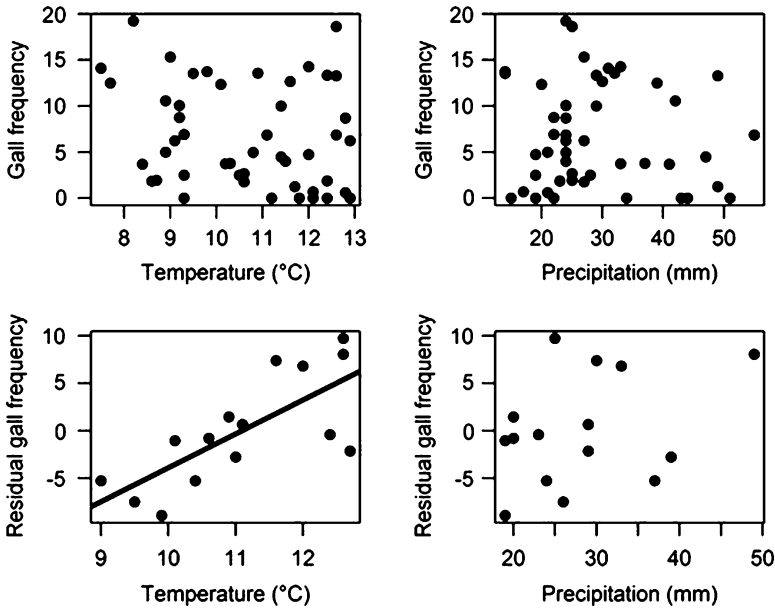 20
15
10
5
0
Gall frequency
8 9 10 11 12 13
Temperature (°C)
20
15
10
5
0
Gall frequency
20 30 40 50
Precipitation (mm)
10
5
0
-5
Residual gall frequency
9 10 11 12
Temperature (°C)
10
5
0
-5
Residual gall frequency
20 30 40 50
Precipitation (mm)